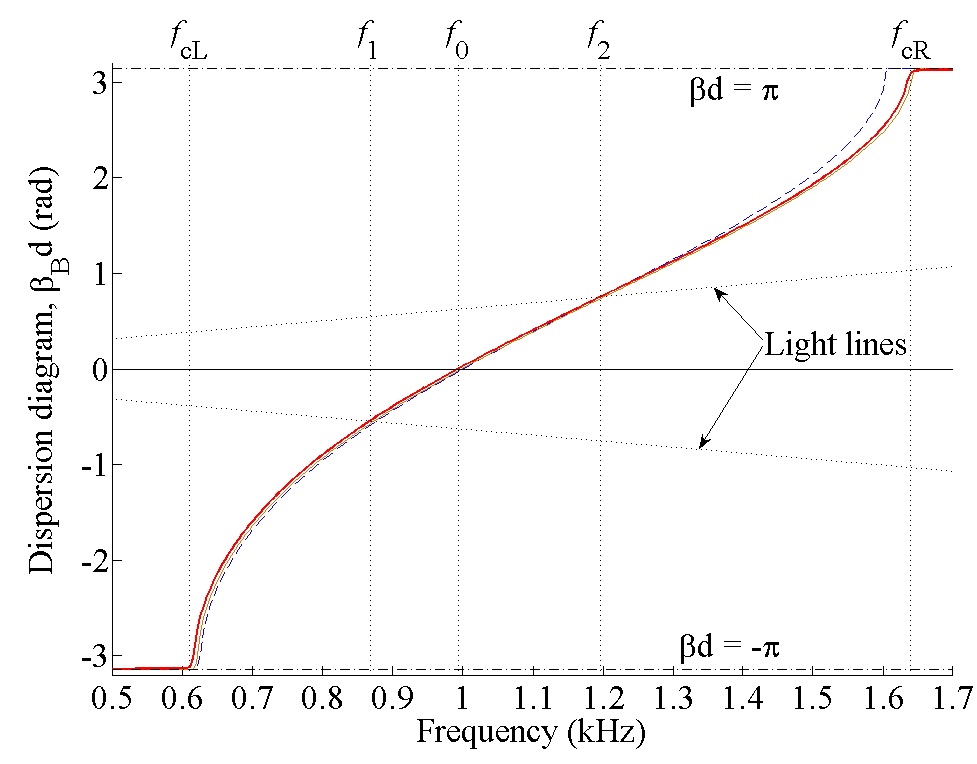 fcL f1 f0 f2 fcR
3
βd = π
2
1
Light lines
0
-1
-2
βd = -π
-3
0.5 0.6 0.7 0.8 0.9 1 1.1 1.2 1.3 1.4 1.5 1.6 1.7
Frequency (kHz)
Dispersion diagram, βBd (rad)